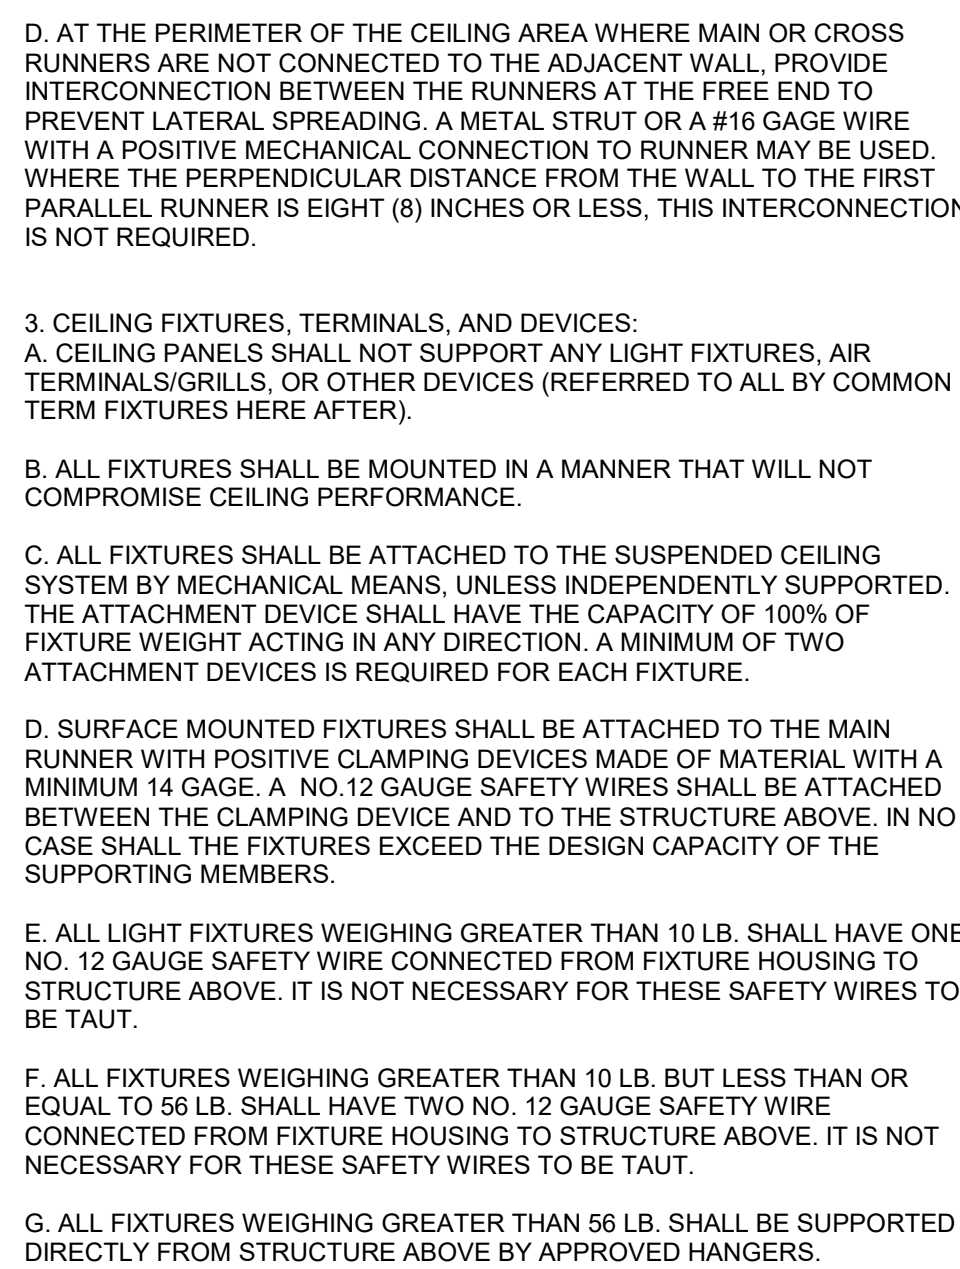 D. AT THE PERIMETER OF THE CEILING AREA WHERE MAIN OR CROSS
RUNNERS ARE NOT CONNECTED TO THE ADJACENT WALL, PROVIDE
INTERCONNECTION BETWEEN THE RUNNERS AT THE FREE END TO
PREVENT LATERAL SPREADING. A METAL STRUT OR A #16 GAGE WIRE
WITH A POSITIVE MECHANICAL CONNECTION TO RUNNER MAY BE USED.
WHERE THE PERPENDICULAR DISTANCE FROM THE WALL TO THE FIRST
PARALLEL RUNNER IS EIGHT (8) INCHES OR LESS, THIS INTERCONNECTION
IS NOT REQUIRED.
3. CEILING FIXTURES, TERMINALS, AND DEVICES:
A. CEILING PANELS SHALL NOT SUPPORT ANY LIGHT FIXTURES, AIR
TERMINALS/GRILLS, OR OTHER DEVICES (REFERRED TO ALL BY COMMON
TERM FIXTURES HERE AFTER).
B. ALL FIXTURES SHALL BE MOUNTED IN A MANNER THAT WILL NOT
COMPROMISE CEILING PERFORMANCE.
C. ALL FIXTURES SHALL BE ATTACHED TO THE SUSPENDED CEILING
SYSTEM BY MECHANICAL MEANS, UNLESS INDEPENDENTLY SUPPORTED.
THE ATTACHMENT DEVICE SHALL HAVE THE CAPACITY OF 100% OF
FIXTURE WEIGHT ACTING IN ANY DIRECTION. A MINIMUM OF TWO
ATTACHMENT DEVICES IS REQUIRED FOR EACH FIXTURE.
D. SURFACE MOUNTED FIXTURES SHALL BE ATTACHED TO THE MAIN
RUNNER WITH POSITIVE CLAMPING DEVICES MADE OF MATERIAL WITH A
MINIMUM 14 GAGE. A  NO.12 GAUGE SAFETY WIRES SHALL BE ATTACHED
BETWEEN THE CLAMPING DEVICE AND TO THE STRUCTURE ABOVE. IN NO
CASE SHALL THE FIXTURES EXCEED THE DESIGN CAPACITY OF THE
SUPPORTING MEMBERS.
E. ALL LIGHT FIXTURES WEIGHING GREATER THAN 10 LB. SHALL HAVE ONE
NO. 12 GAUGE SAFETY WIRE CONNECTED FROM FIXTURE HOUSING TO
STRUCTURE ABOVE. IT IS NOT NECESSARY FOR THESE SAFETY WIRES TO
BE TAUT.
F. ALL FIXTURES WEIGHING GREATER THAN 10 LB. BUT LESS THAN OR
EQUAL TO 56 LB. SHALL HAVE TWO NO. 12 GAUGE SAFETY WIRE
CONNECTED FROM FIXTURE HOUSING TO STRUCTURE ABOVE. IT IS NOT
NECESSARY FOR THESE SAFETY WIRES TO BE TAUT.
G. ALL FIXTURES WEIGHING GREATER THAN 56 LB. SHALL BE SUPPORTED
DIRECTLY FROM STRUCTURE ABOVE BY APPROVED HANGERS.